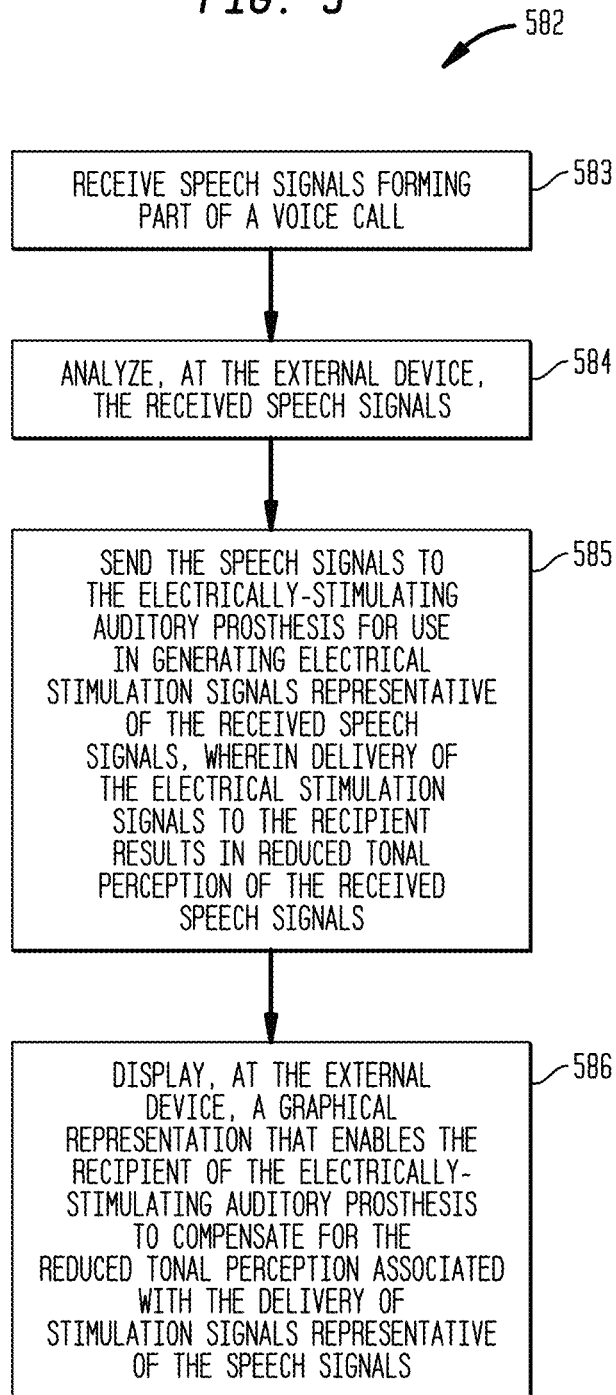 FIG. 5
582
RECEIVE SPEECH SIGNALS FORMING
PART OF A VOICE CALL
583
ANALYZE, AT THE EXTERNAL DEVICE,
THE RECEIVED SPEECH SIGNALS
584
SEND THE SPEECH SIGNALS TO
THE ELECTRICALLY-STIMULATING
AUDITORY PROSTHESIS FOR USE
IN GENERATING ELECTRICAL
STIMULATION SIGNALS REPRESENTATIVE
OF THE RECEIVED SPEECH
SIGNALS, WHEREIN DELIVERY OF
THE ELECTRICAL STIMULATION
SIGNALS TO THE RECIPIENT
RESULTS IN REDUCED TONAL
PERCEPTION OF THE RECEIVED
SPEECH SIGNALS
585
DISPLAY, AT THE EXTERNAL
DEVICE, A GRAPHICAL
REPRESENTATION THAT ENABLES THE
RECIPIENT OF THE ELECTRICALLY-
STIMULATING AUDITORY PROSTHESIS
TO COMPENSATE FOR THE
REDUCED TONAL PERCEPTION ASSOCIATED
WITH THE DELIVERY OF
STIMULATION SIGNALS REPRESENTATIVE
OF THE SPEECH SIGNALS
586